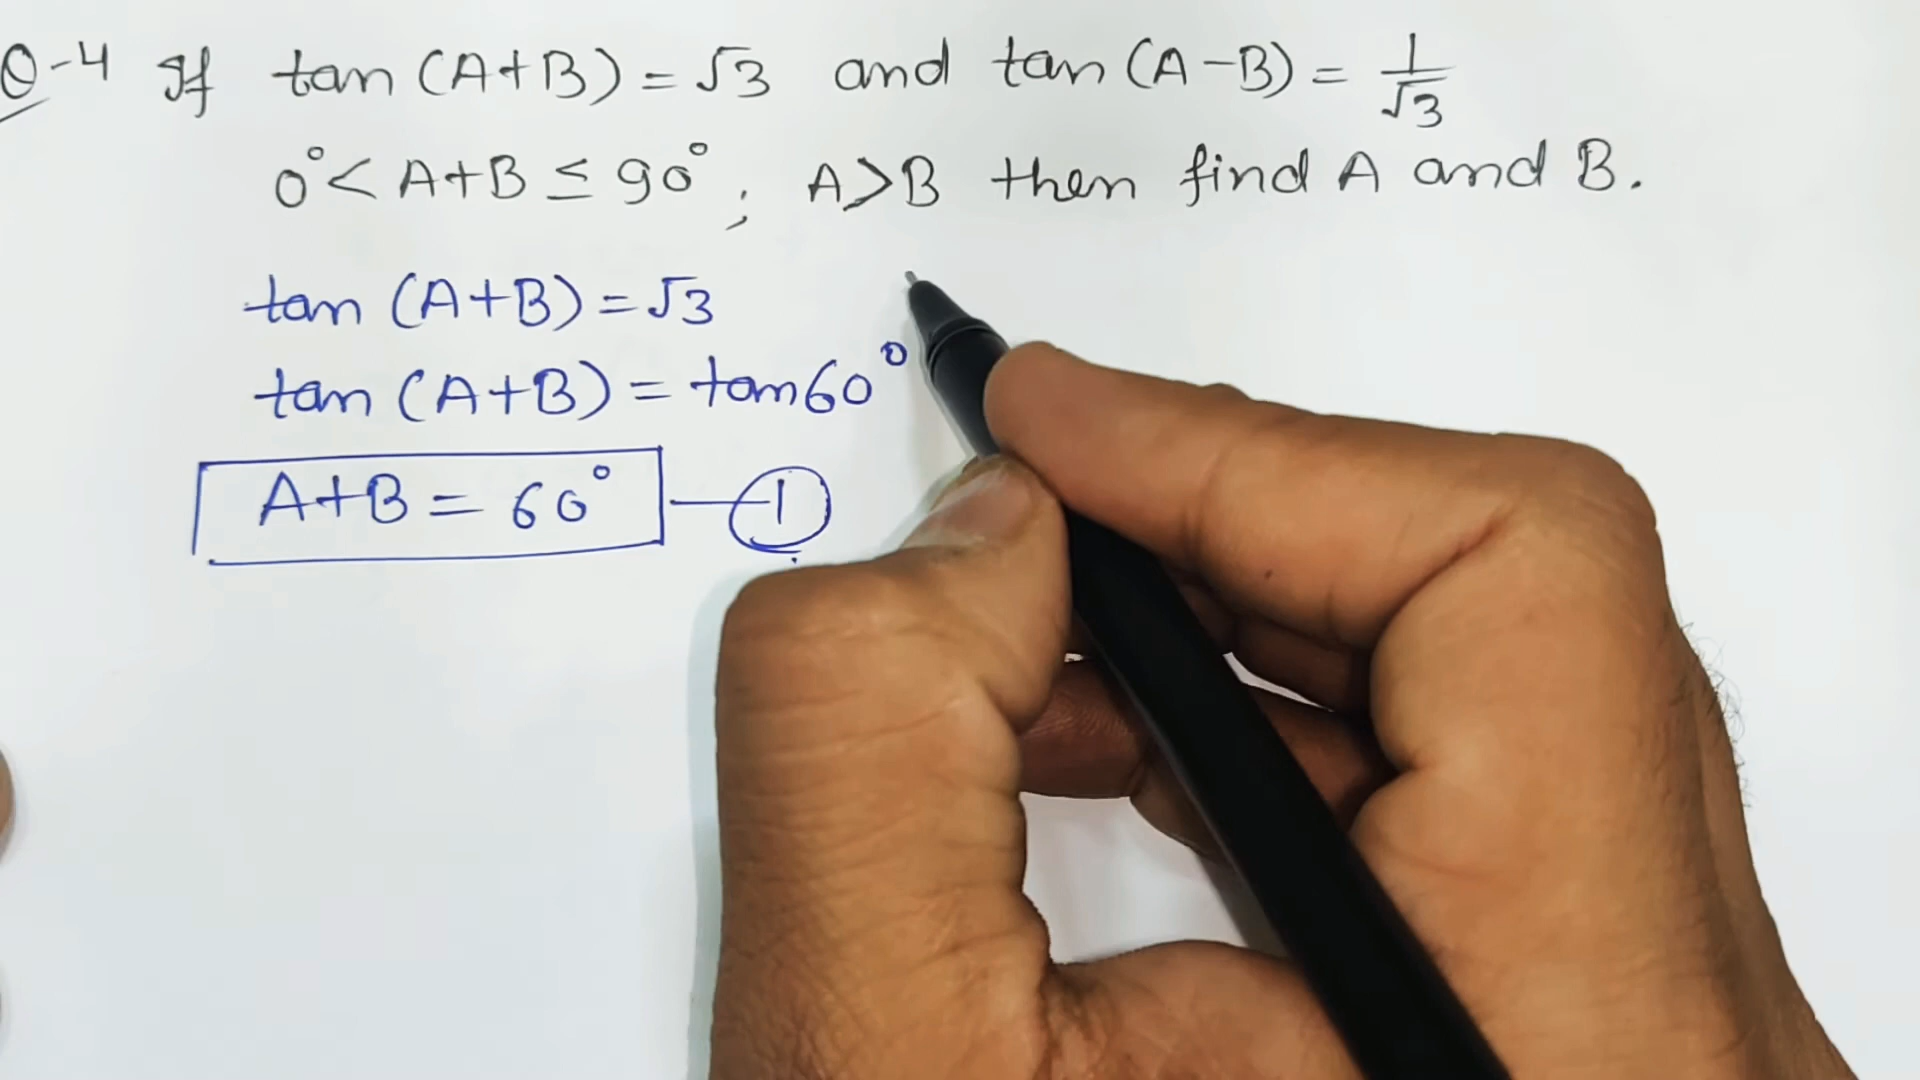 Q-4 If tan (A+B) = √3 and tan (A-B) = 1/√3
0° < A+B ≤ 90° ; A>B then find A and B.
tan (A+B) = √3
tan (A+B) = tan60°
A+B = 60° — ①